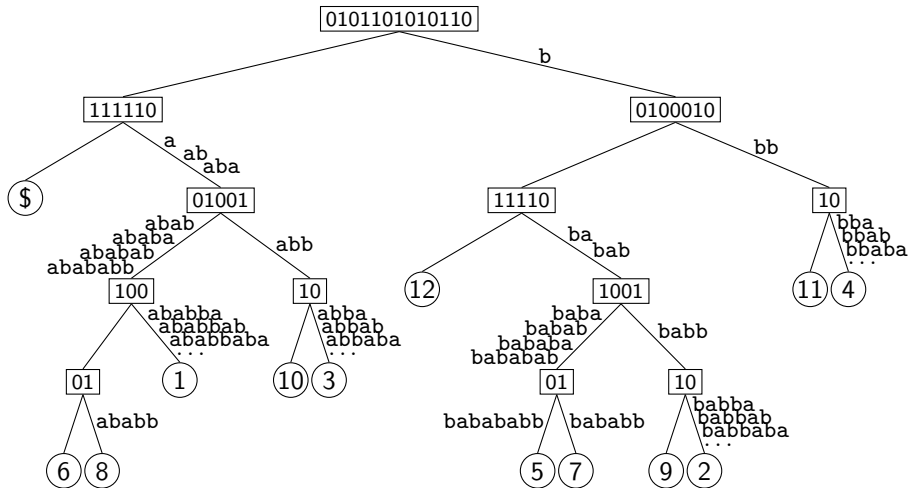 0101101010110
b
111110
0100010
a
ab
aba
bb
$
01001
11110
10
abab
ababa
ababab
abababb
abb
ba
bab
bba
bbab
bbaba
...
100
10
12
1001
11
4
ababba
ababbab
ababbaba
...
abba
abbab
abbaba
...
baba
babab
bababa
bababab
babb
01
1
10
3
01
10
ababb
babababb
bababb
babba
babbab
babbaba
...
6
8
5
7
9
2